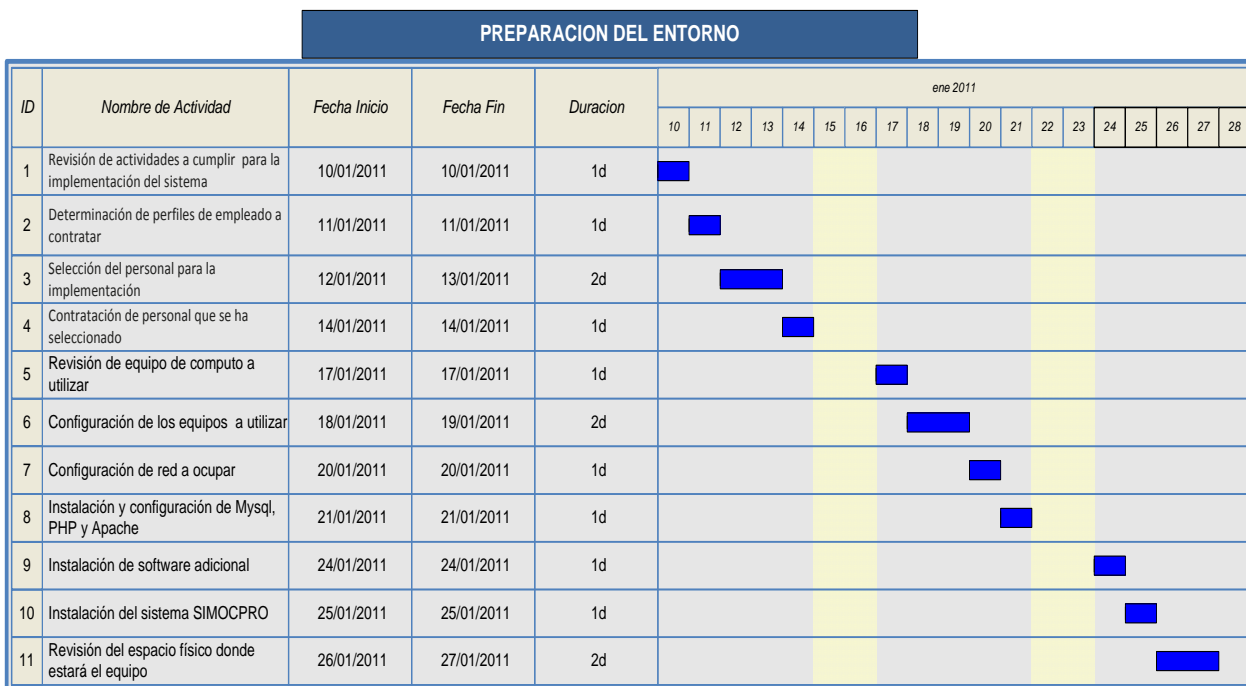 PREPARACION DEL ENTORNO
ID Nombre de Actividad Fecha Inicio Fecha Fin Duracion ene 2011
10 11 12 13 14 15 16 17 18 19 20 21 22 23 24 25 26 27 28
1 Revisión de actividades a cumplir para la
implementación del sistema 10/01/2011 10/01/2011 1d
2 Determinación de perfiles de empleado a
contratar 11/01/2011 11/01/2011 1d
3 Selección del personal para la
implementación 12/01/2011 13/01/2011 2d
4 Contratación de personal que se ha
seleccionado 14/01/2011 14/01/2011 1d
5 Revisión de equipo de computo a
utilizar 17/01/2011 17/01/2011 1d
6 Configuración de los equipos a utilizar 18/01/2011 19/01/2011 2d
7 Configuración de red a ocupar 20/01/2011 20/01/2011 1d
8 Instalación y configuración de Mysql,
PHP y Apache 21/01/2011 21/01/2011 1d
9 Instalación de software adicional 24/01/2011 24/01/2011 1d
10 Instalación del sistema SIMOCPRO 25/01/2011 25/01/2011 1d
11 Revisión del espacio físico donde
estará el equipo 26/01/2011 27/01/2011 2d